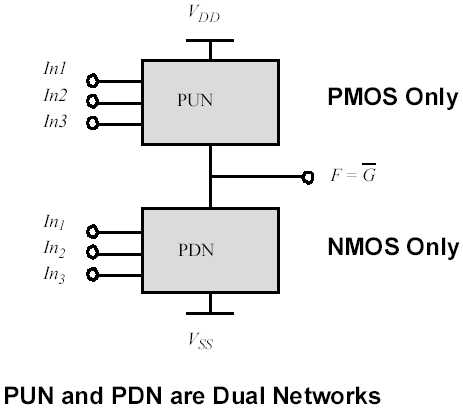 V_DD
In1
In2
In3
PUN
PMOS Only
F = G̅
In₁
In₂
In₃
PDN
NMOS Only
V_SS
PUN and PDN are Dual Networks